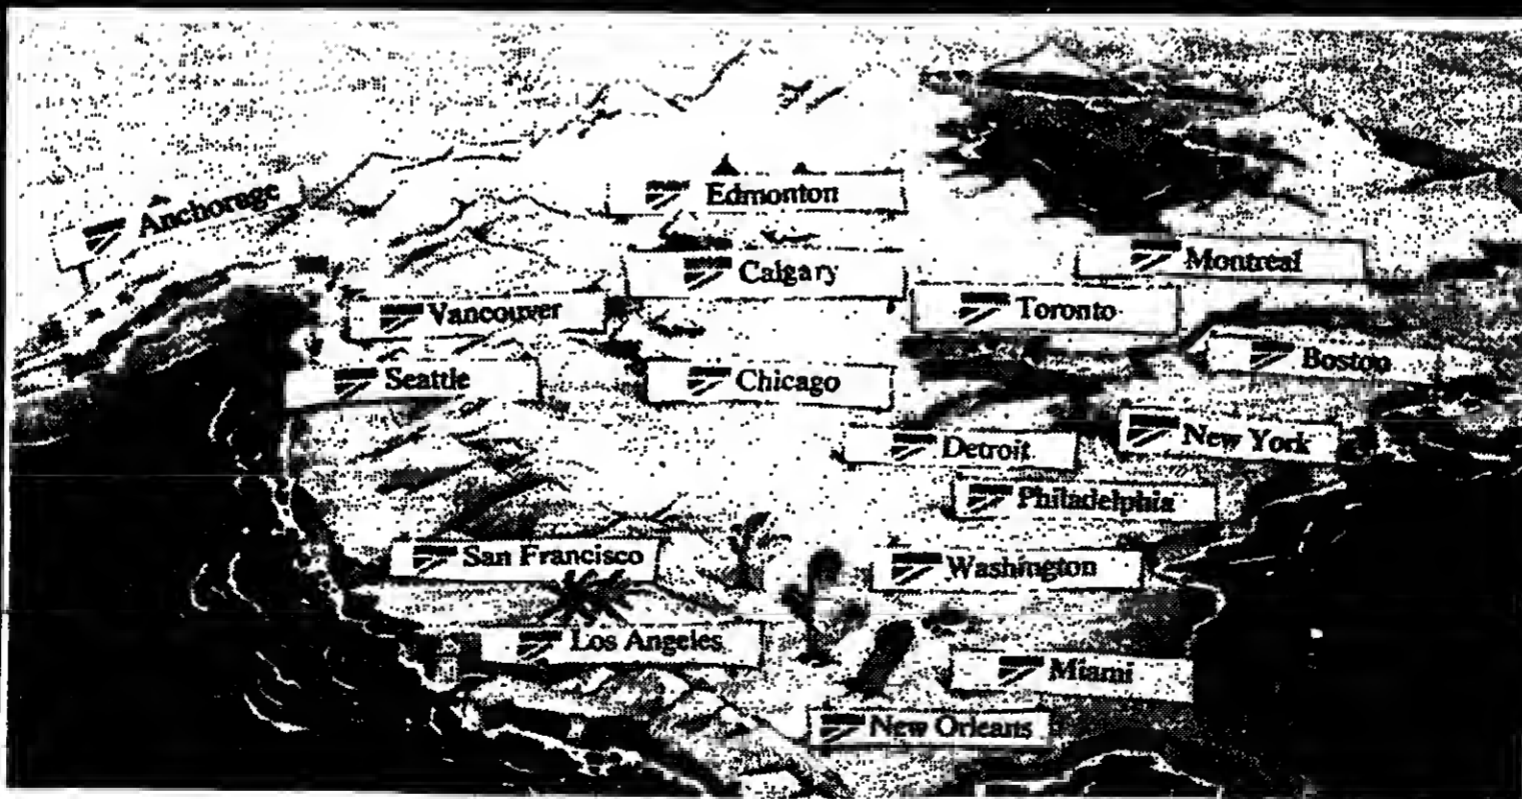 Anchorege
Edmonton
Calgary
Montreal
Vancouver
Toronto
Boston
Seattle
Chicago
New York
Detroit
Philadelphia
San Francisco
Washington
Los Angeles
Miami
New Orleans